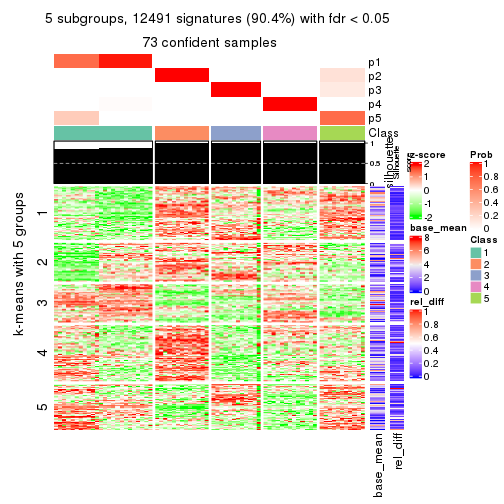 5 subgroups, 12491 signatures (90.4%) with fdr < 0.05
73 confident samples
p1
p2
p3
p4
p5
Class
1
0.5
0
silhouette
Silhouette
score
k-means with 5 groups
1
2
3
4
5
base_mean
rel_diff
z-score
2
1
0
-1
-2
base_mean
8
6
4
2
0
rel_diff
1
0.8
0.6
0.4
0.2
0
Prob
1
0.8
0.6
0.4
0.2
0
Class
1
2
3
4
5